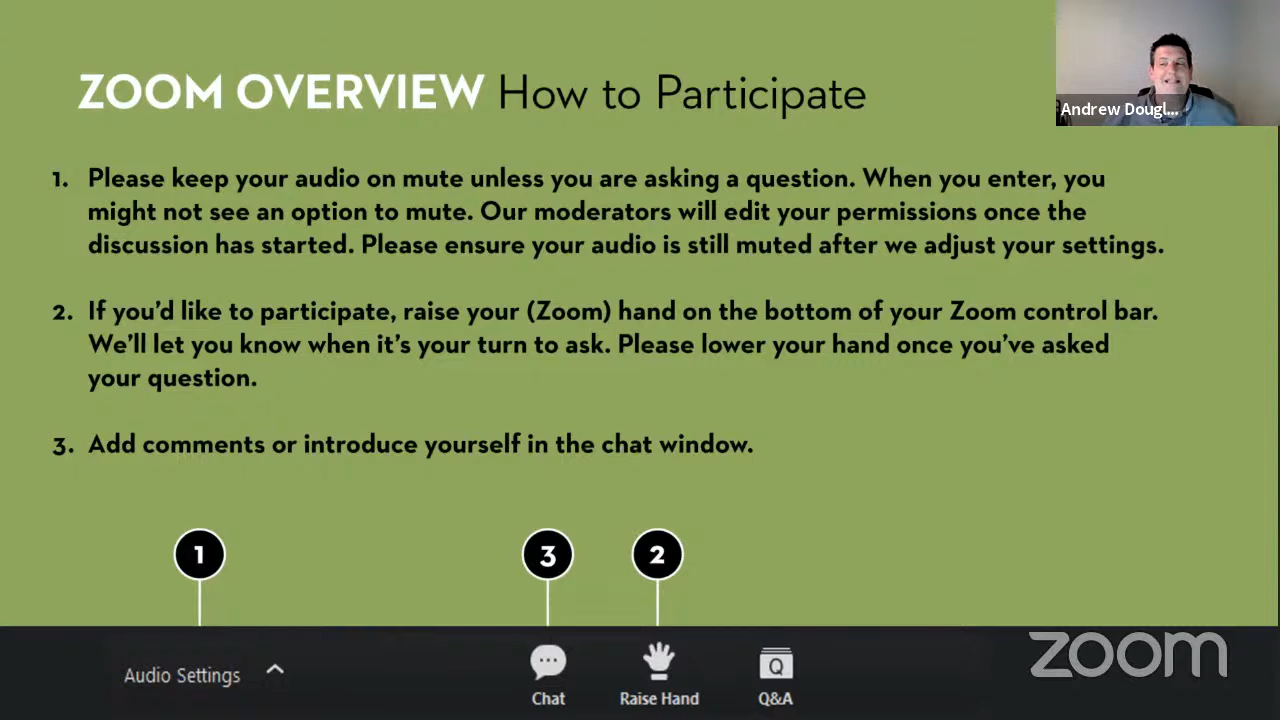 ZOOM OVERVIEW How to Participate
Andrew Dougl...
1. Please keep your audio on mute unless you are asking a question. When you enter, you
might not see an option to mute. Our moderators will edit your permissions once the
discussion has started. Please ensure your audio is still muted after we adjust your settings.
2. If you’d like to participate, raise your (Zoom) hand on the bottom of your Zoom control bar.
We’ll let you know when it’s your turn to ask. Please lower your hand once you’ve asked
your question.
3. Add comments or introduce yourself in the chat window.
1 3 2
Audio Settings
Chat
Raise Hand
Q
Q&A
zoom